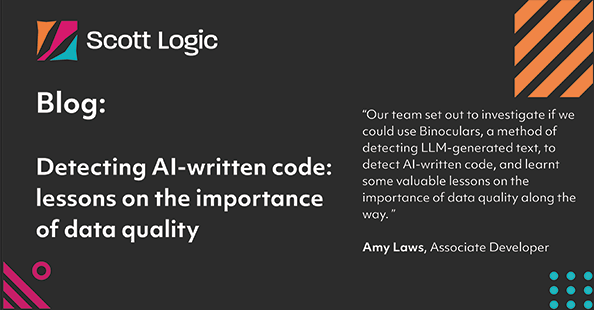 Scott Logic
Blog:
Detecting AI-written code:
lessons on the importance
of data quality
“Our team set out to investigate if we
could use Binoculars, a method of
detecting LLM-generated text, to
detect AI-written code, and learnt
some valuable lessons on the
importance of data quality along the
way. ”
Amy Laws, Associate Developer